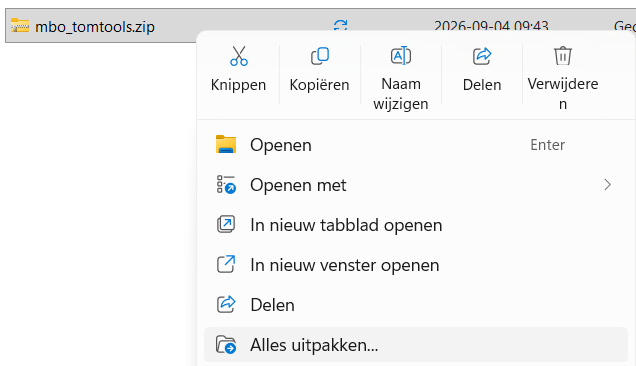 mbo_tomtools.zip 2026-09-04 09:43
Knippen Kopiëren Naam wijzigen Delen Verwijderen
Openen Enter
Openen met
In nieuw tabblad openen
In nieuw venster openen
Delen
Alles uitpakken...